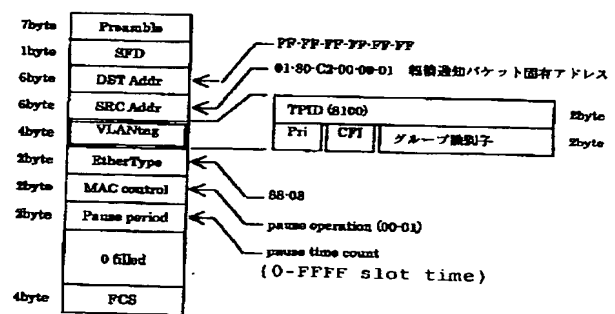 7byte Preamble
1byte SFD
6byte DST Addr FF-FF-FF-FF-FF-FF
6byte SRC Addr 01-80-C2-00-00-01 輻輳通知パケット固有アドレス
4byte VLANtag
TPID (8100) 2byte
Pri CFI グループ識別子 2byte
2byte EtherType 88-08
2byte MAC control pause operation (00-01)
2byte Pause period pause time count
(0-FFFF slot time)
0 filled
4byte FCS